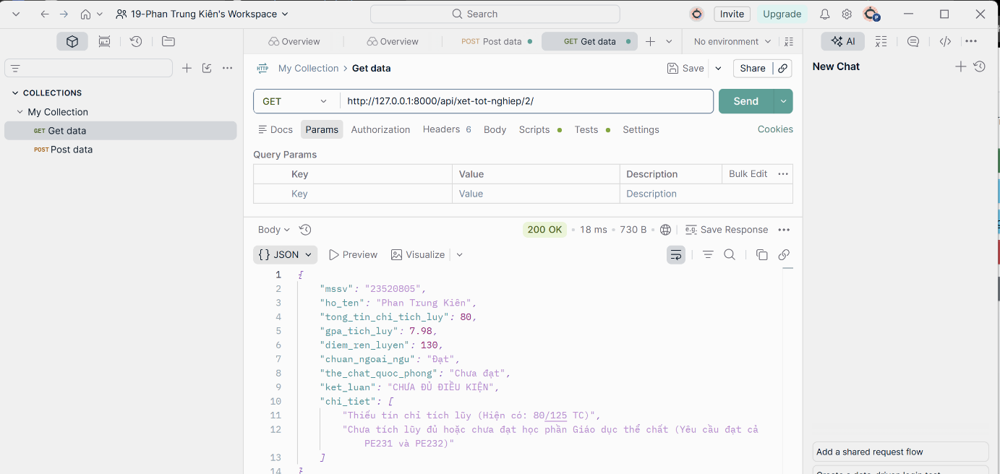 19-Phan Trung Kiên's Workspace
Search
Invite
Upgrade
Overview
Overview
POST Post data
GET Get data
No environment
AI
COLLECTIONS
My Collection
GET Get data
POST Post data
HTTP My Collection > Get data
Save
Share
GET
http://127.0.0.1:8000/api/xet-tot-nghiep/2/
Send
Docs Params Authorization Headers 6 Body Scripts Tests Settings
Cookies
Query Params
Key Value Description Bulk Edit
Key Value Description
Body
200 OK • 18 ms • 730 B
e.g. Save Response
{ } JSON Preview Visualize
1 {
2 "mssv": "23520805",
3 "ho_ten": "Phan Trung Kiên",
4 "tong_tin_chi_tich_luy": 80,
5 "gpa_tich_luy": 7.98,
6 "diem_ren_luyen": 130,
7 "chuan_ngoai_ngu": "Đạt",
8 "the_chat_quoc_phong": "Chưa đạt",
9 "ket_luan": "CHƯA ĐỦ ĐIỀU KIỆN",
10 "chi_tiet": [
11 "Thiếu tín chỉ tích lũy (Hiện có: 80/125 TC)",
12 "Chưa tích lũy đủ hoặc chưa đạt học phần Giáo dục thể chất (Yêu cầu đạt cả
PE231 và PE232)"
13 ]
14 }
New Chat
Add a shared request flow
Create a data-driven login test